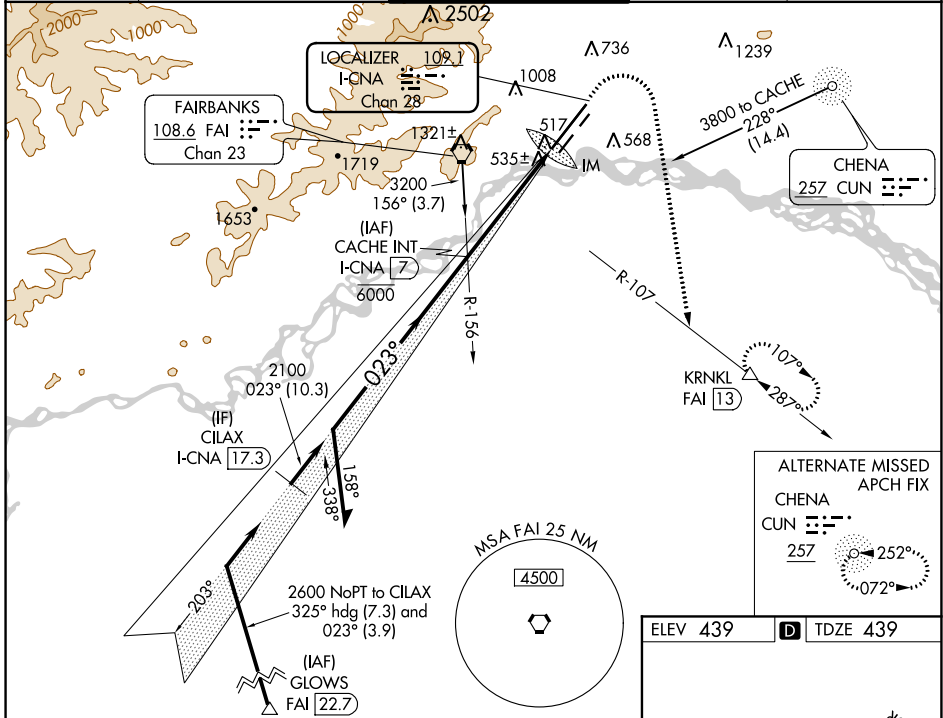 2000
1000
2502
736
1239
LOCALIZER 109.1
I-CNA
Chan 28
1008
3800 to CACHE
228°
(14.4)
FAIRBANKS
108.6 FAI
Chan 23
1321±
517
535±
568
IM
CHENA
257 CUN
1719
1653
3200
156° (3.7)
(IAF)
CACHE INT
I-CNA 7
6000
R-156
R-107
023°
2100
023° (10.3)
KRNKL
FAI 13
107°
287°
(IF)
CILAX
I-CNA 17.3
158°
338°
ALTERNATE MISSED
APCH FIX
CHENA
CUN
257
252°
072°
MSA FAI 25 NM
4500
203°
2600 NoPT to CILAX
325° hdg (7.3) and
023° (3.9)
(IAF)
GLOWS
FAI 22.7
ELEV 439 D TDZE 439